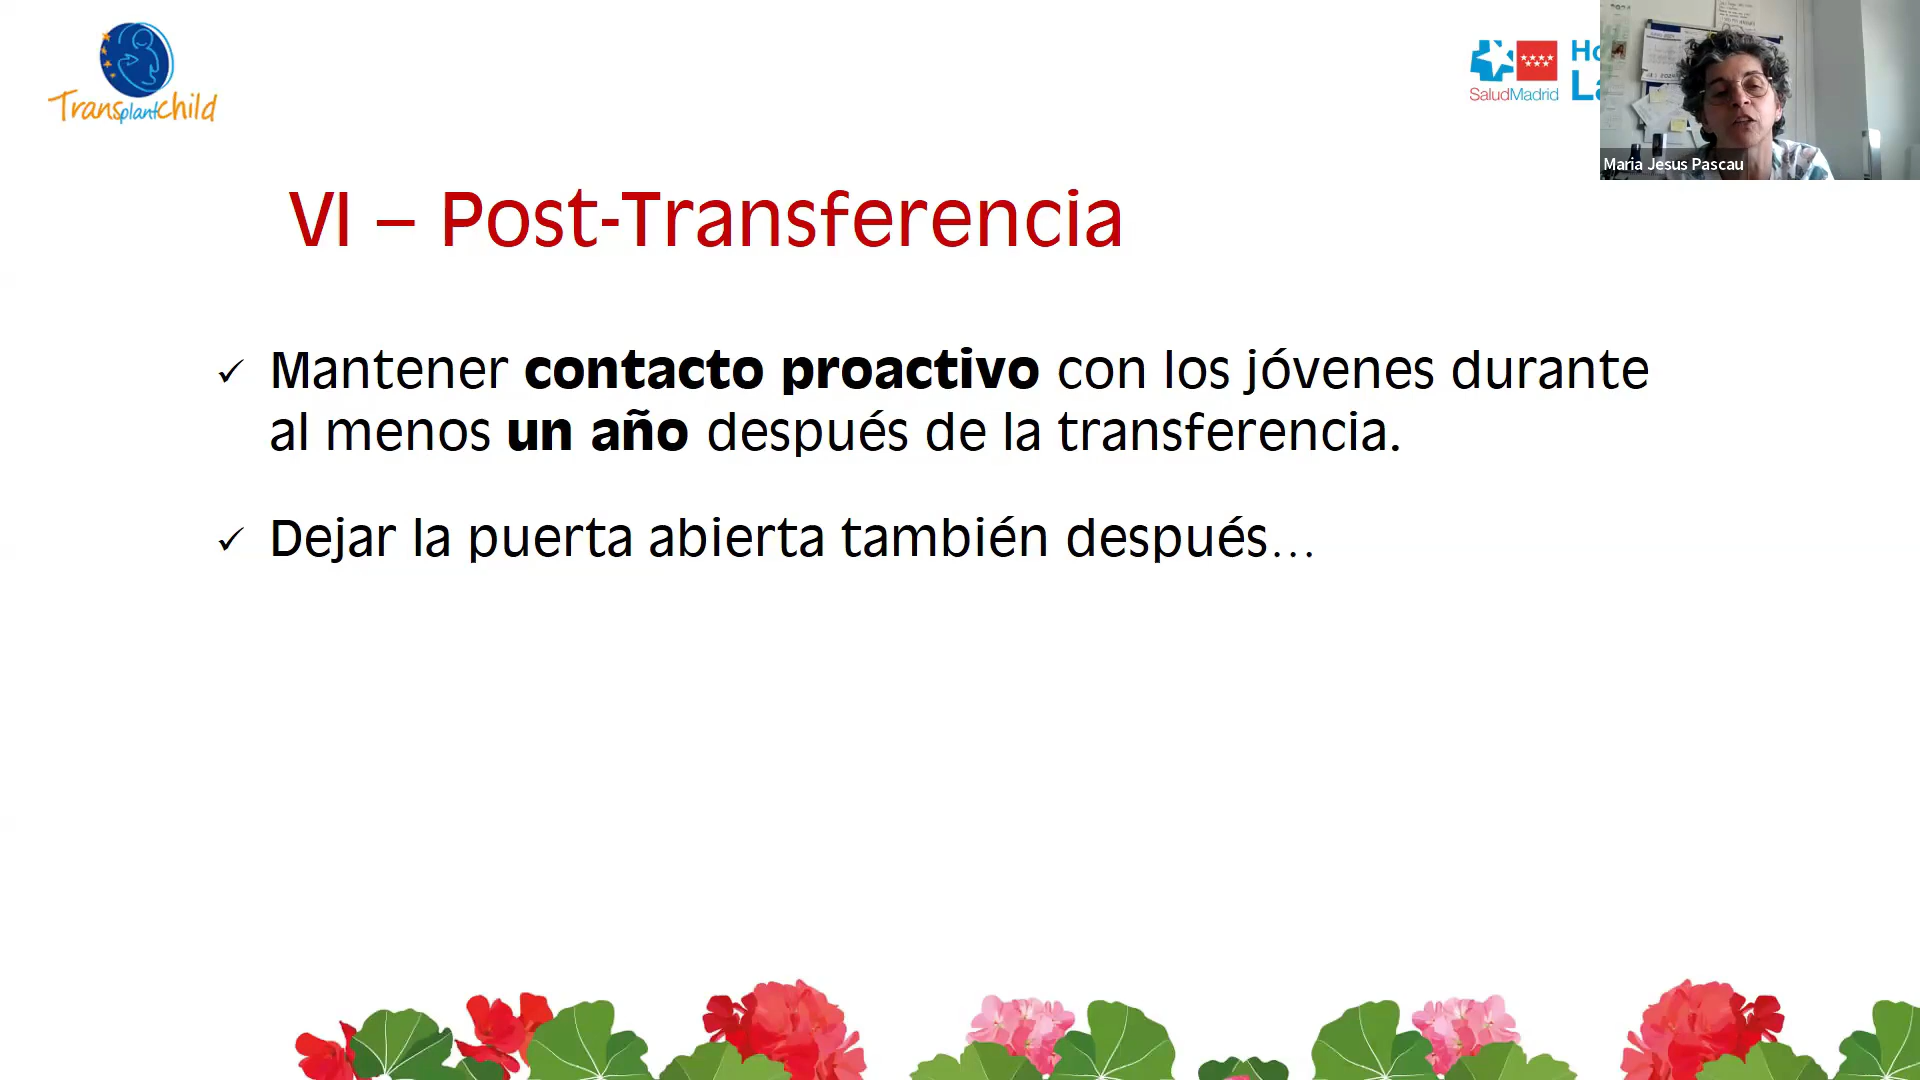 TransplantChild
SaludMadrid
Maria Jesus Pascau
VI – Post-Transferencia
✓ Mantener contacto proactivo con los jóvenes durante
al menos un año después de la transferencia.
✓ Dejar la puerta abierta también después…